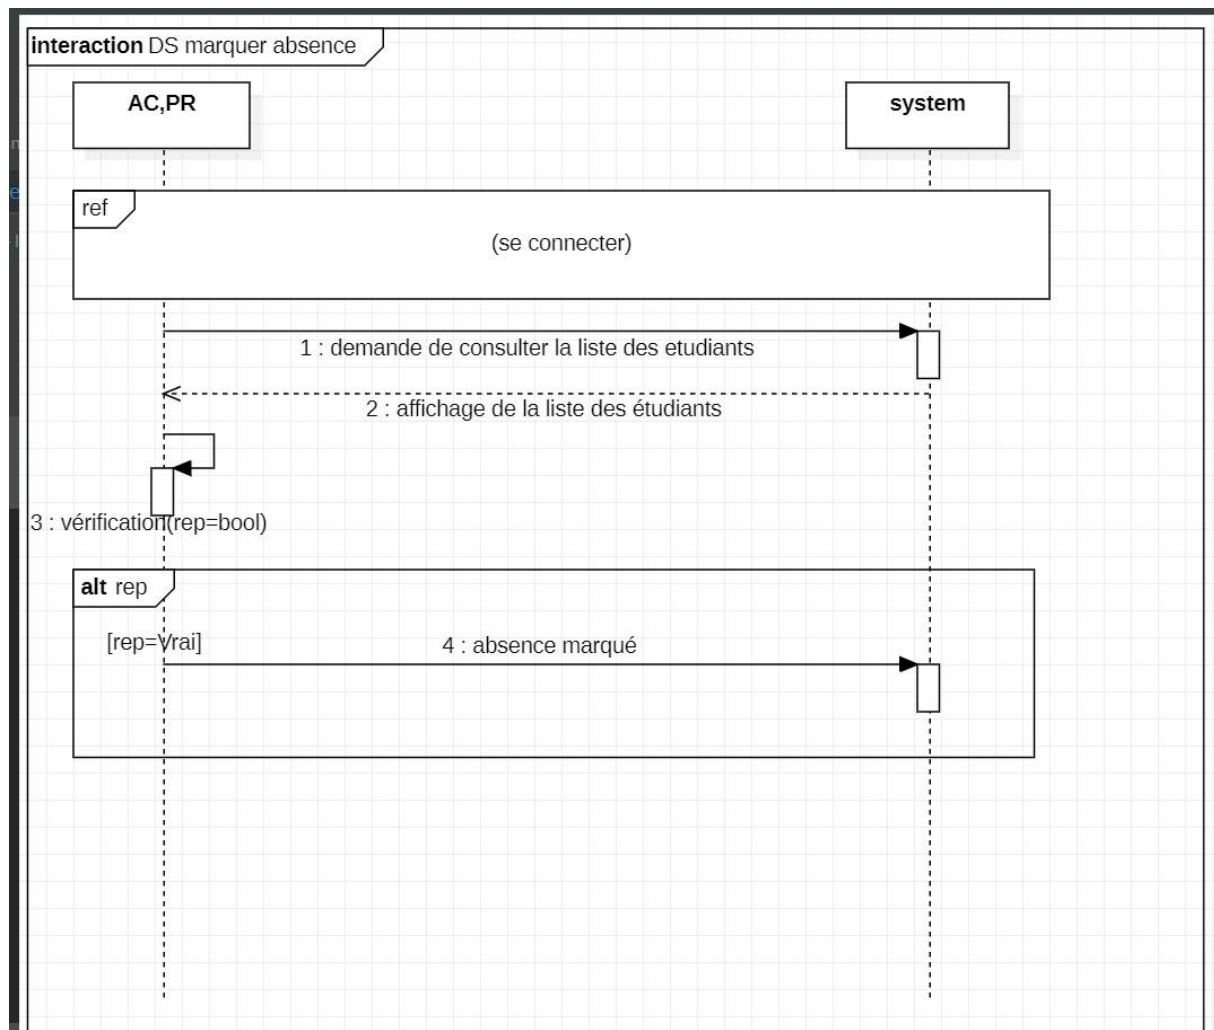 interaction DS marquer absence
AC,PR
system
ref
(se connecter)
1 : demande de consulter la liste des etudiants
2 : affichage de la liste des étudiants
3 : vérification(rep=bool)
alt rep
[rep=Vrai]
4 : absence marqué